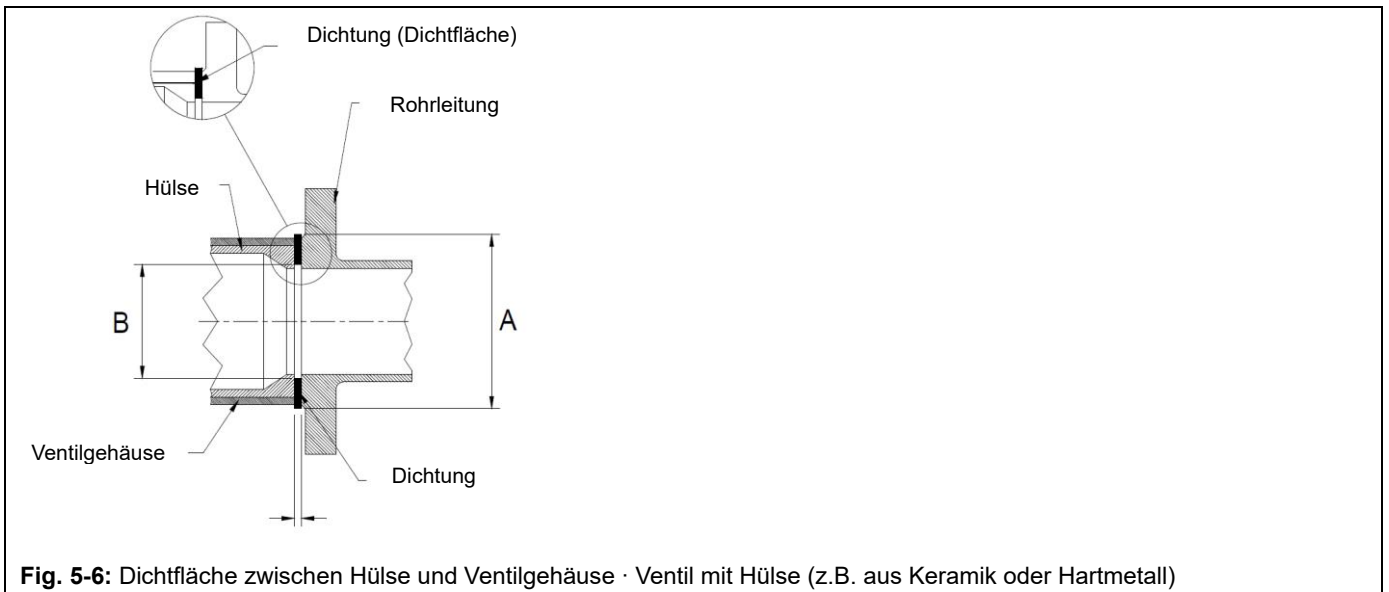 Dichtung (Dichtfläche)
Rohrleitung
Hülse
B
A
Ventilgehäuse
Dichtung
Fig. 5-6: Dichtfläche zwischen Hülse und Ventilgehäuse · Ventil mit Hülse (z.B. aus Keramik oder Hartmetall)